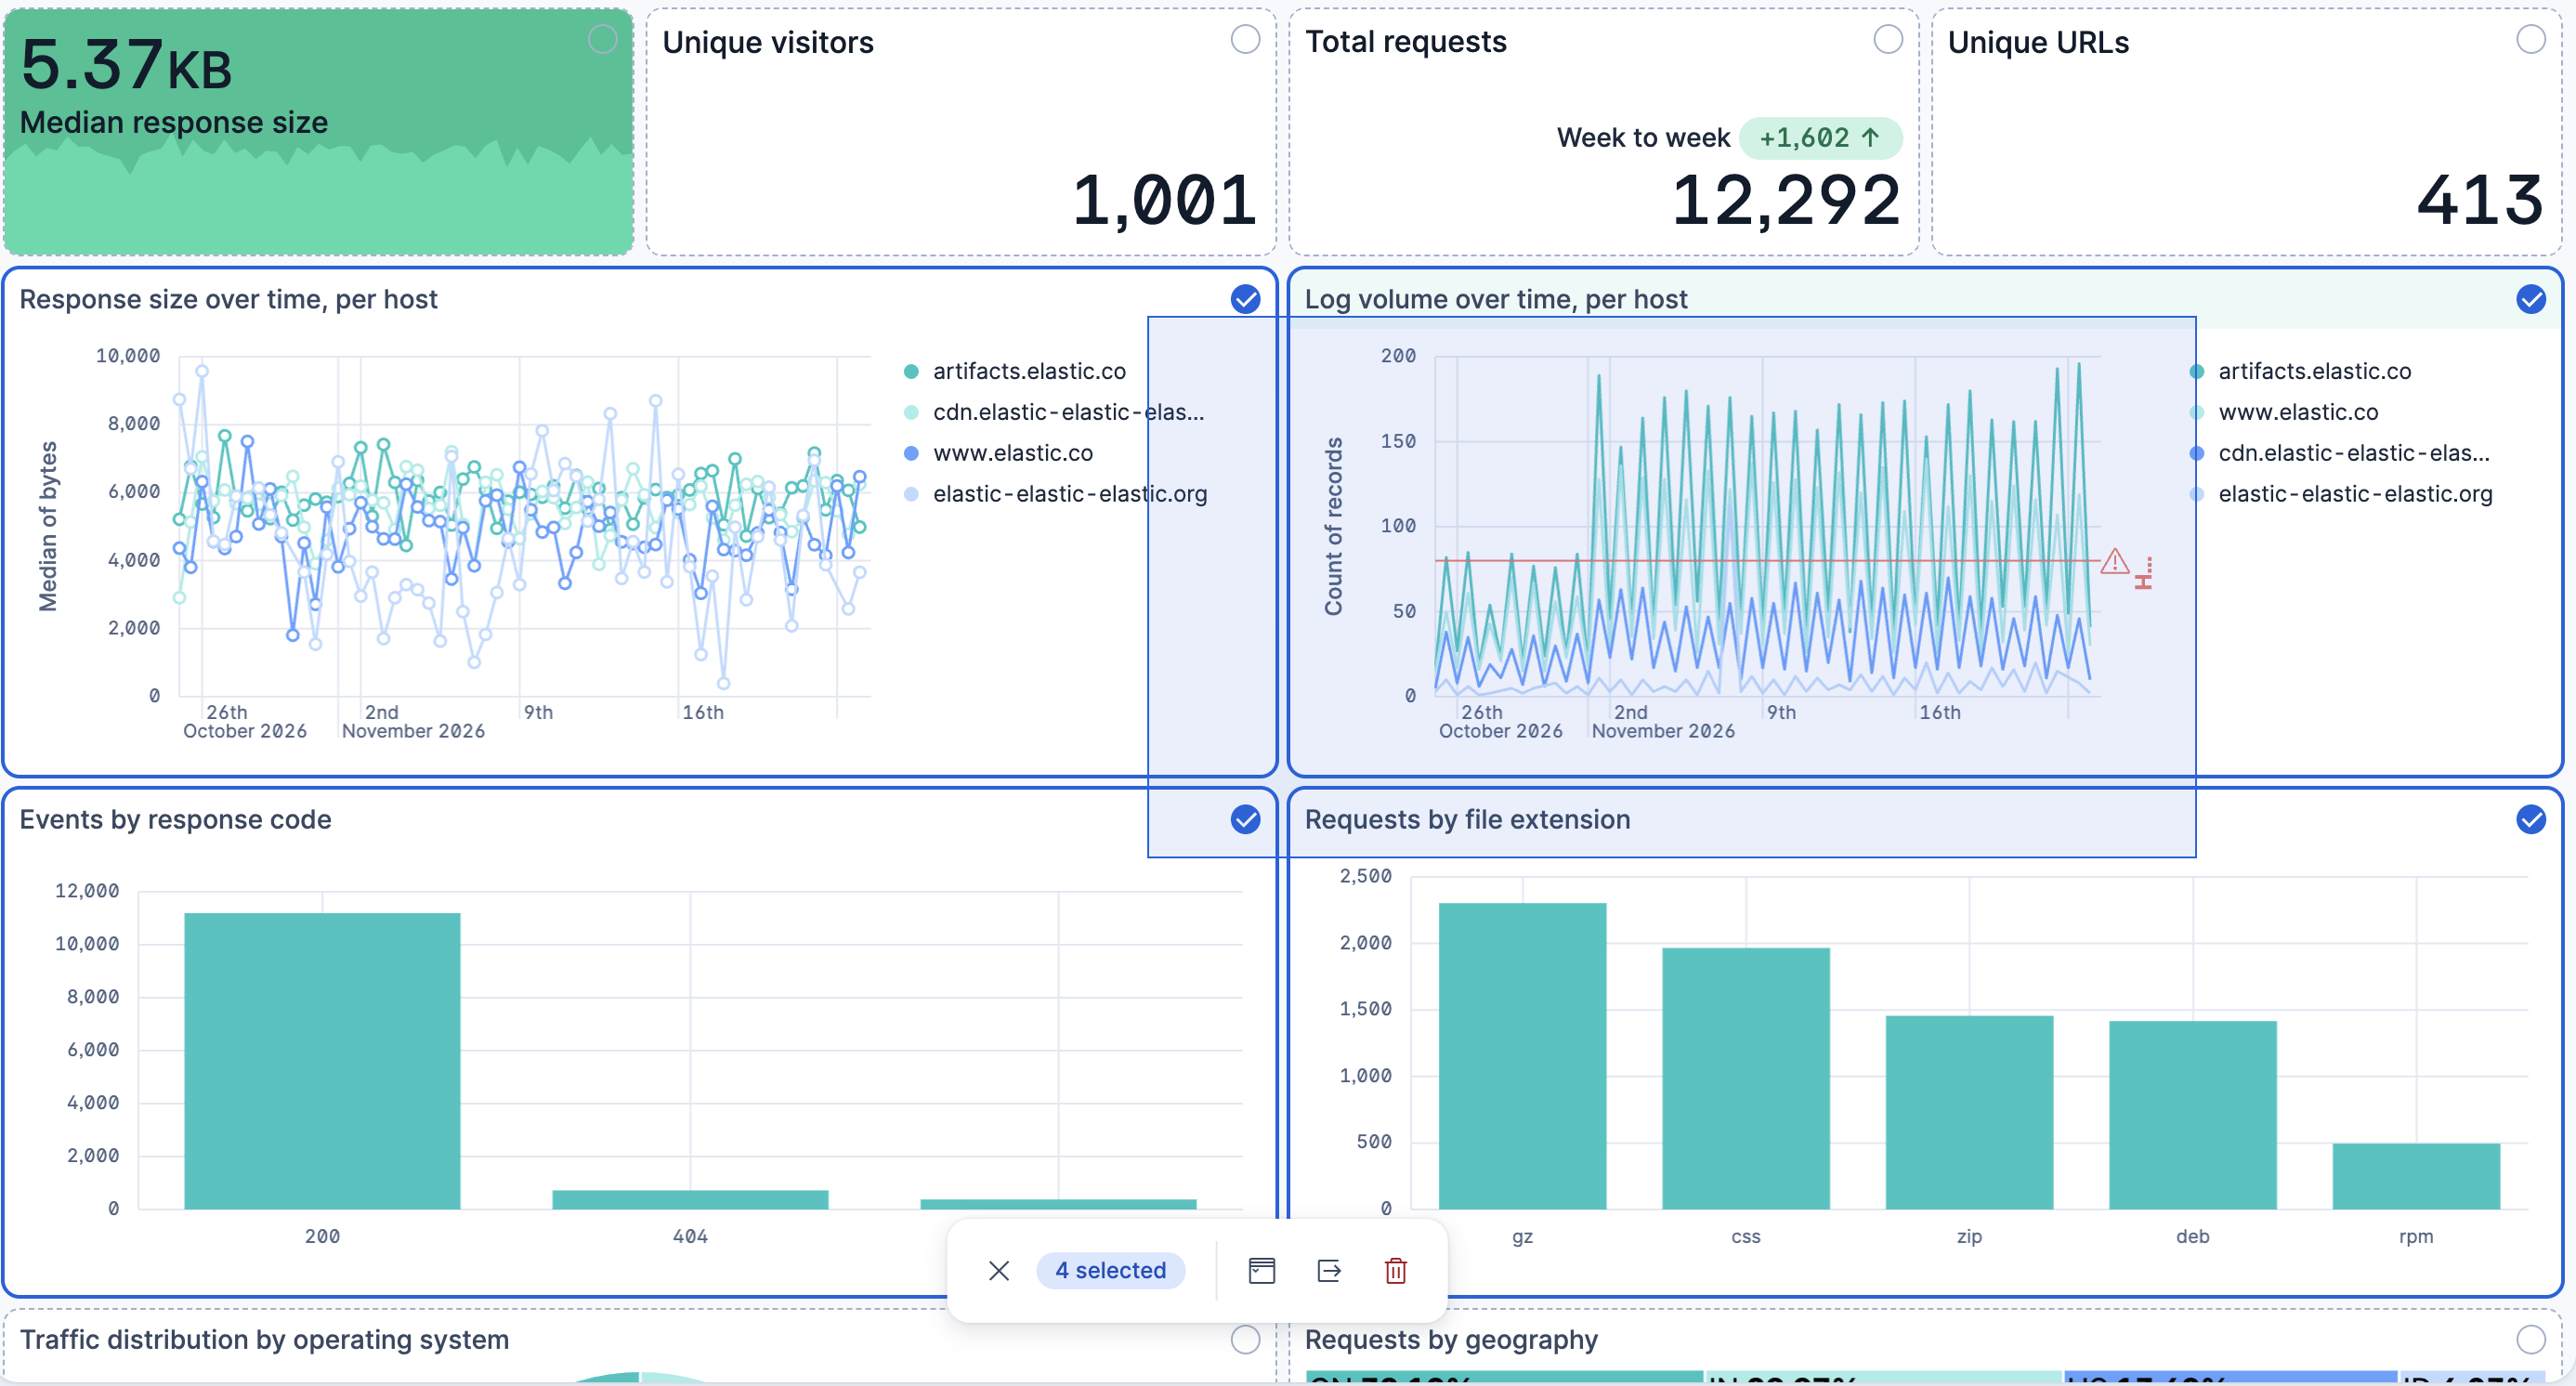 5.37KB
Median response size
Unique visitors
1,001
Total requests
Week to week +1,602 ↑
12,292
Unique URLs
413
Response size over time, per host
Median of bytes
10,000
8,000
6,000
4,000
2,000
0
26th
October 2026
2nd
November 2026
9th
16th
artifacts.elastic.co
cdn.elastic-elastic-elas...
www.elastic.co
elastic-elastic-elastic.org
Log volume over time, per host
Count of records
200
150
100
50
0
26th
October 2026
2nd
November 2026
9th
16th
H...
artifacts.elastic.co
www.elastic.co
cdn.elastic-elastic-elas...
elastic-elastic-elastic.org
Events by response code
12,000
10,000
8,000
6,000
4,000
2,000
0
200
404
Requests by file extension
2,500
2,000
1,500
1,000
500
0
gz
css
zip
deb
rpm
4 selected
Traffic distribution by operating system
Requests by geography